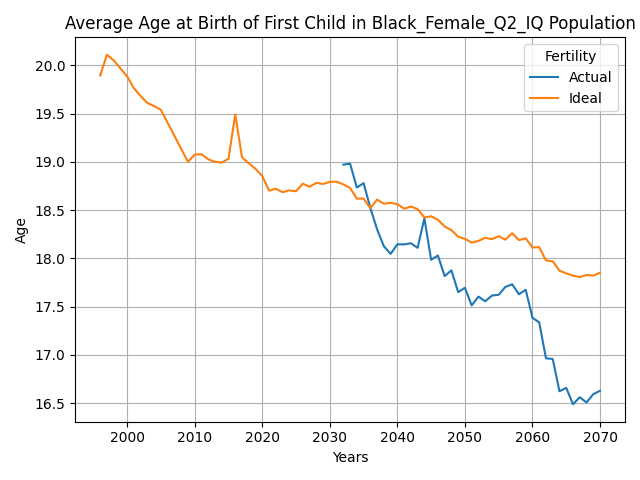 Average Age at Birth of First Child in Black_Female_Q2_IQ Population
Fertility
Actual
Ideal
20.0
19.5
19.0
18.5
18.0
17.5
17.0
16.5
Age
2000 2010 2020 2030 2040 2050 2060 2070
Years